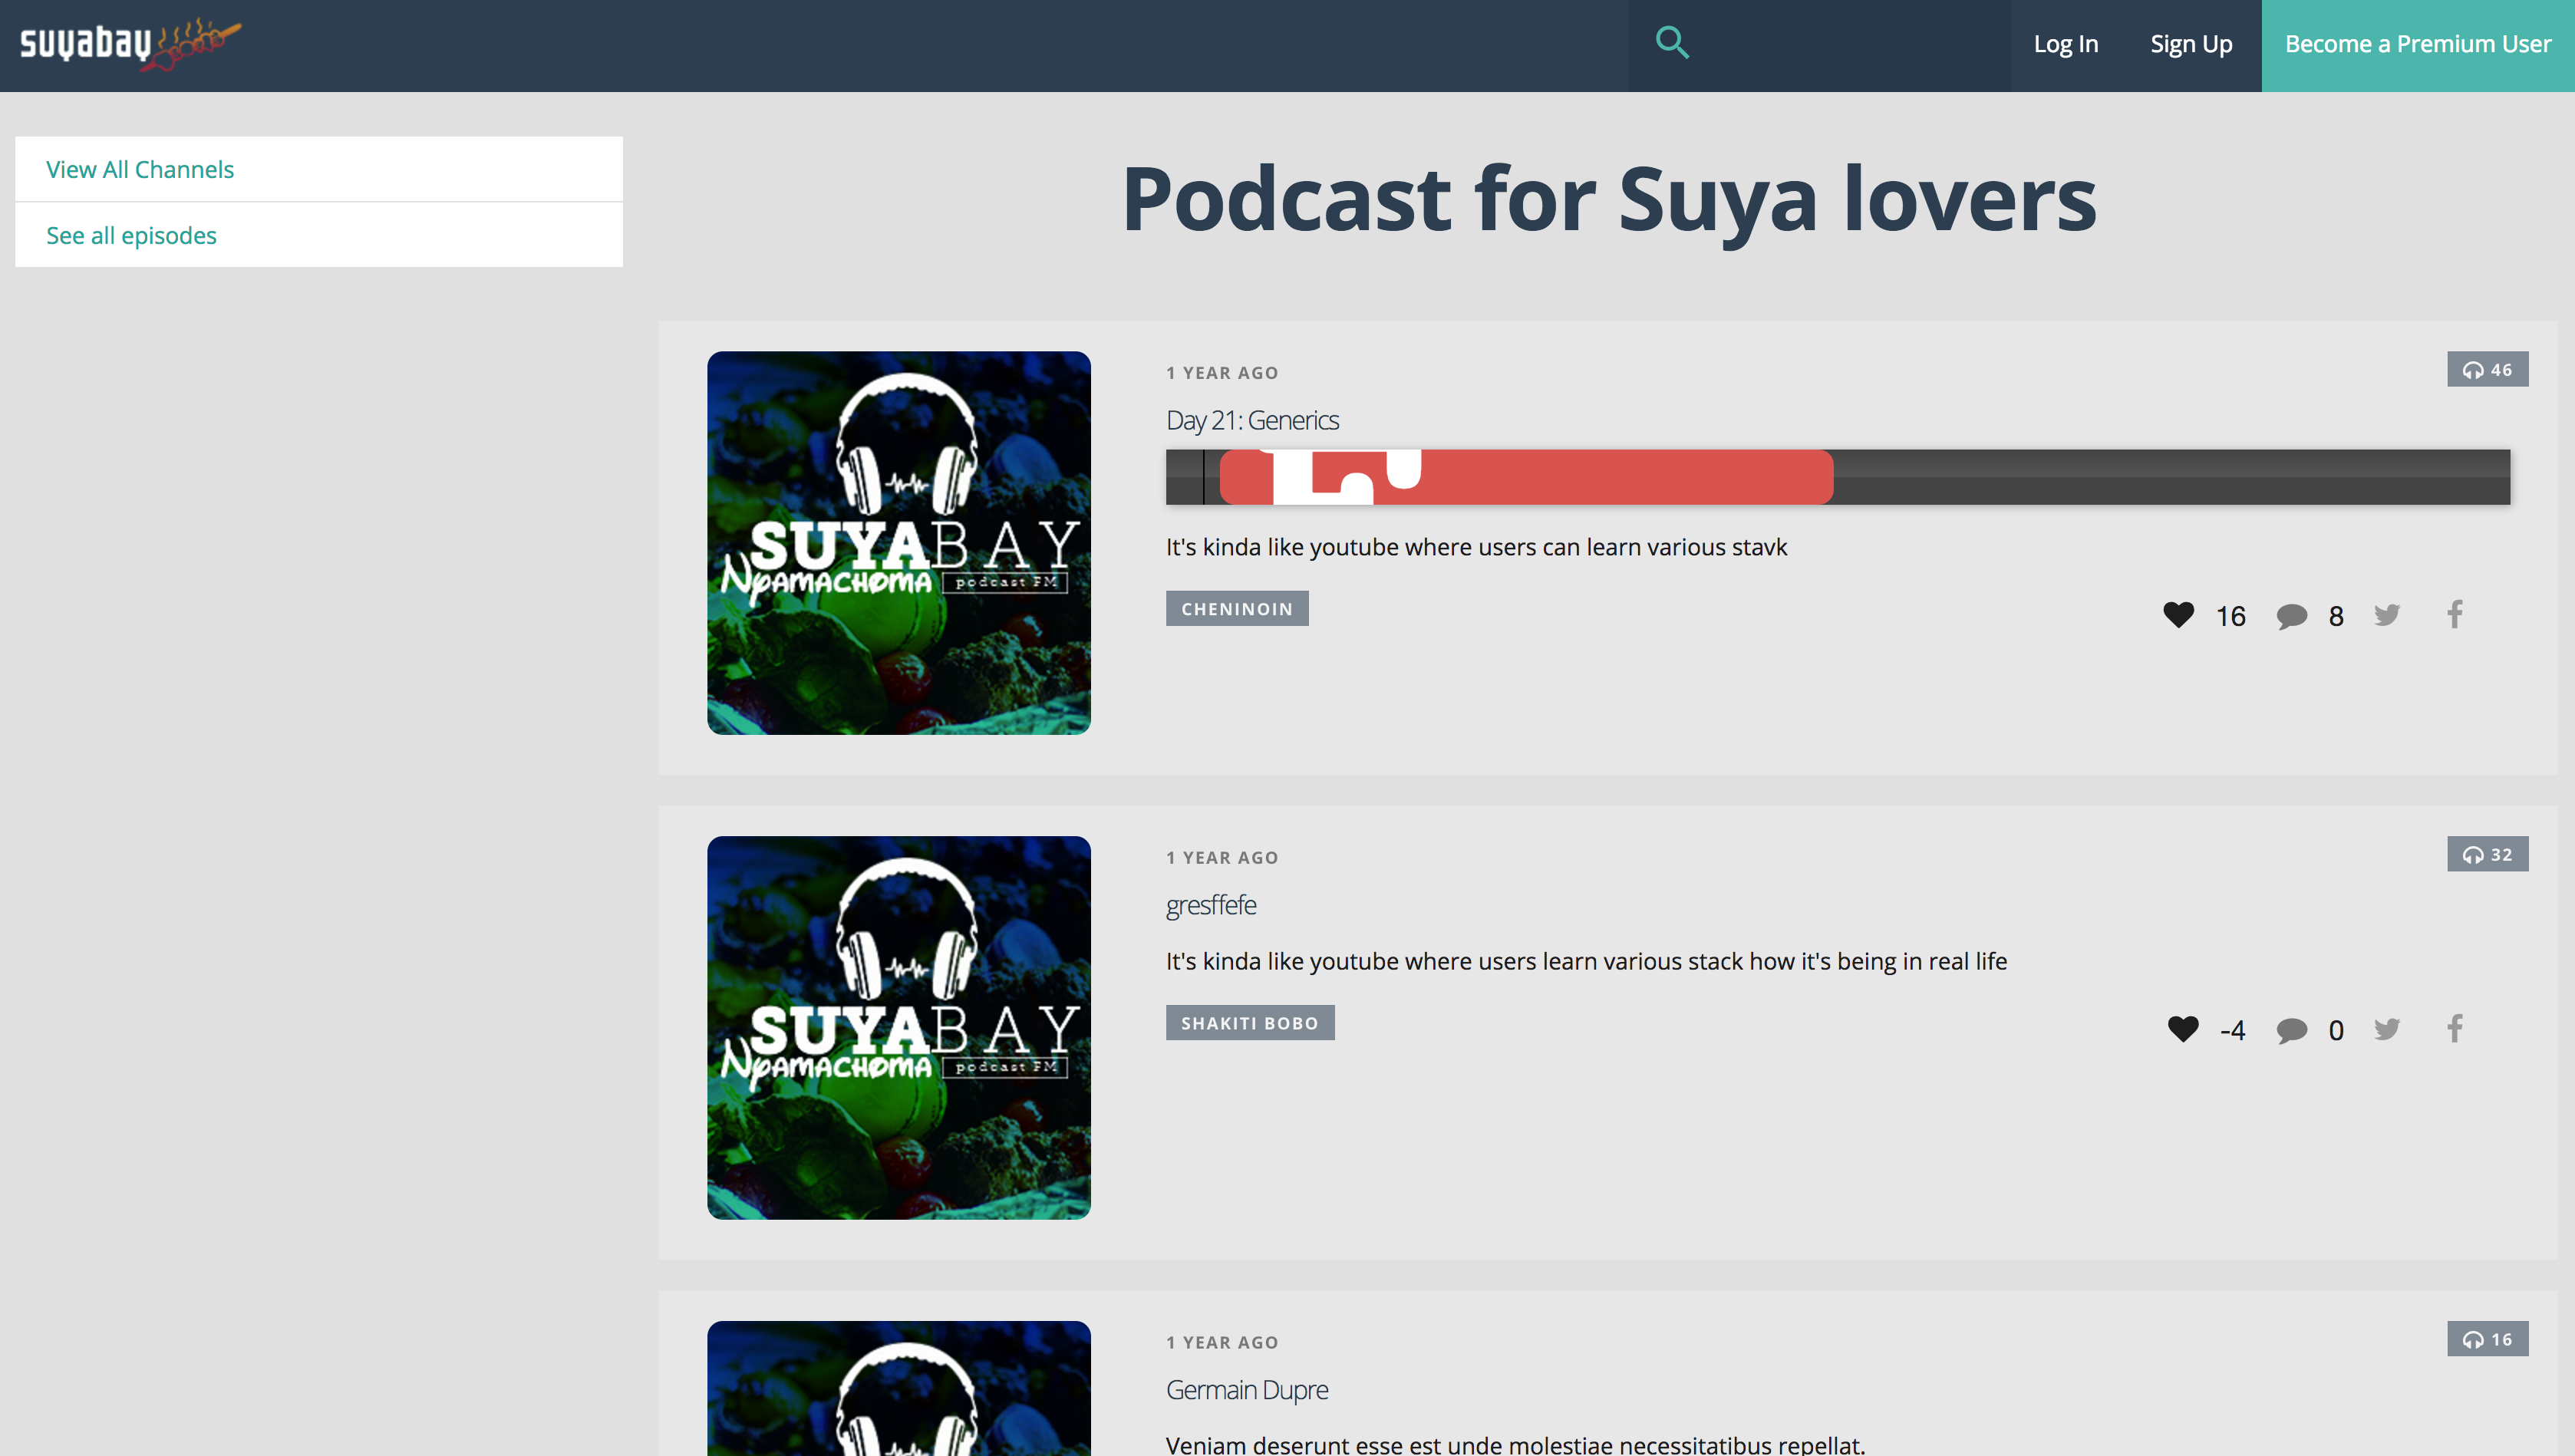 suyabay
Log In
Sign Up
Become a Premium User
View All Channels
See all episodes
Podcast for Suya lovers
SUYABAY
NYAMACHOMA podcast FM
1 YEAR AGO
46
Day 21: Generics
It's kinda like youtube where users can learn various stavk
CHENINOIN
16
8
SUYABAY
NYAMACHOMA podcast FM
1 YEAR AGO
32
gresffefe
It's kinda like youtube where users learn various stack how it's being in real life
SHAKITI BOBO
-4
0
1 YEAR AGO
16
Germain Dupre
Veniam deserunt esse est unde molestiae necessitatibus repellat.